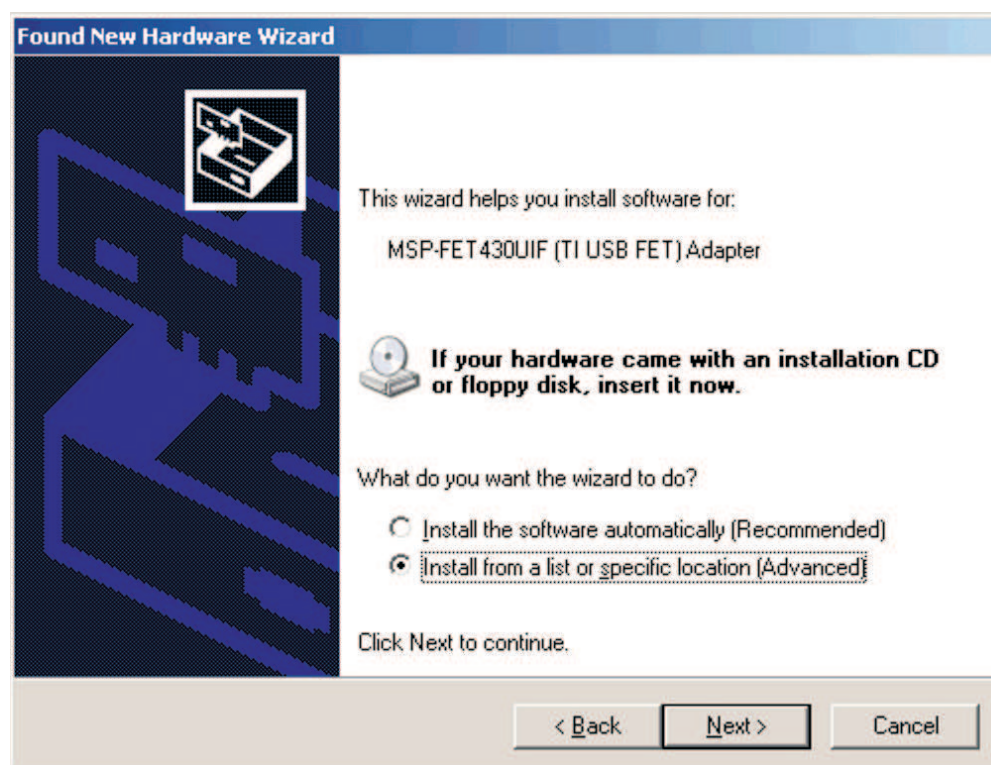 Found New Hardware Wizard
This wizard helps you install software for:
MSP-FET430UIF (TI USB FET) Adapter
If your hardware came with an installation CD
or floppy disk, insert it now.
What do you want the wizard to do?
Install the software automatically (Recommended)
Install from a list or specific location (Advanced)
Click Next to continue.
< Back
Next >
Cancel